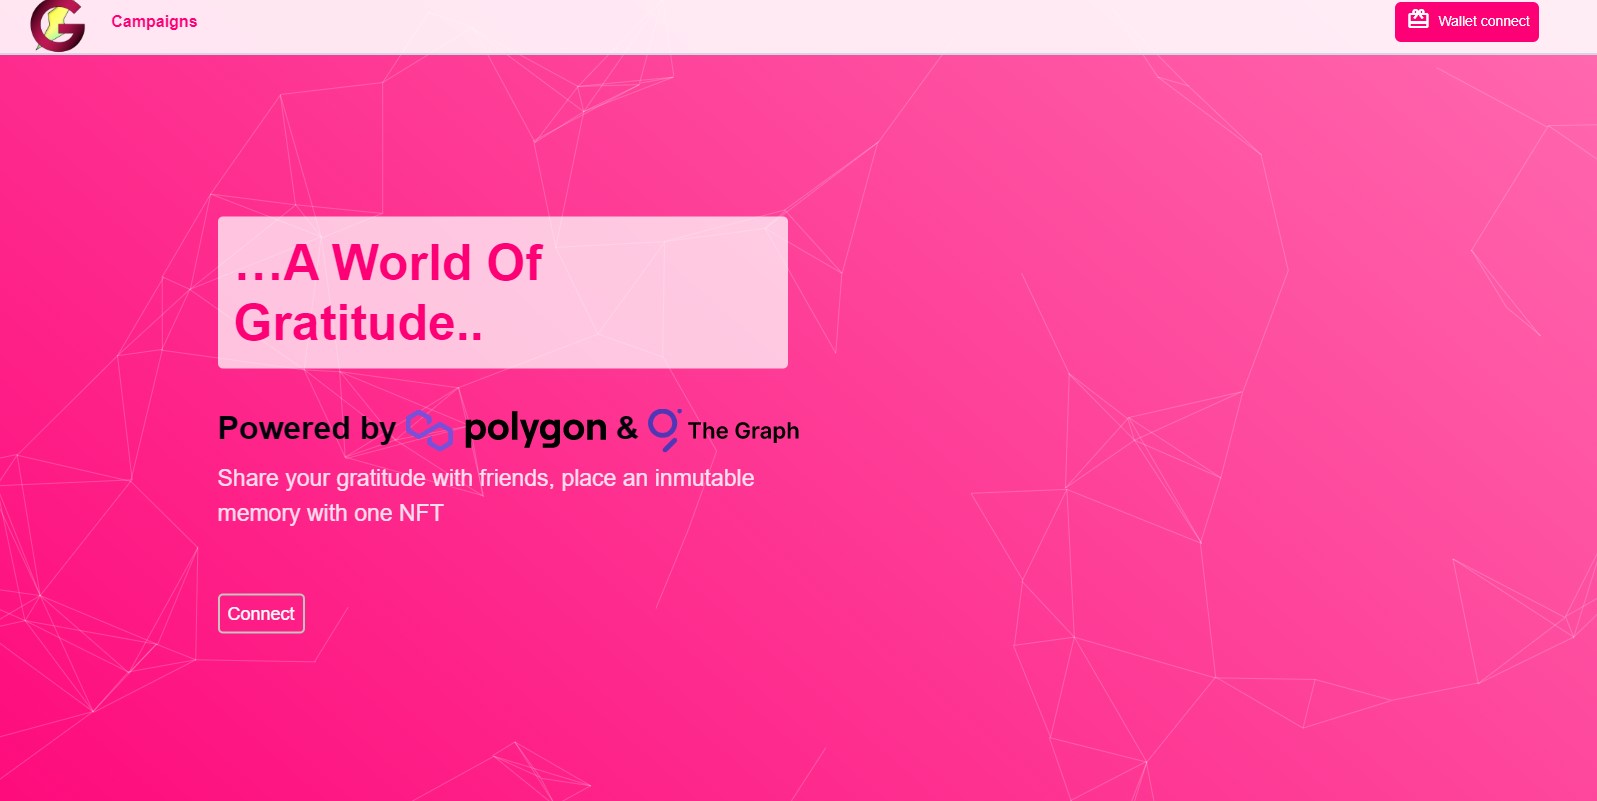 G
Campaigns
Wallet connect
...A World Of
Gratitude..
Powered by polygon & The Graph
Share your gratitude with friends, place an inmutable
memory with one NFT
Connect